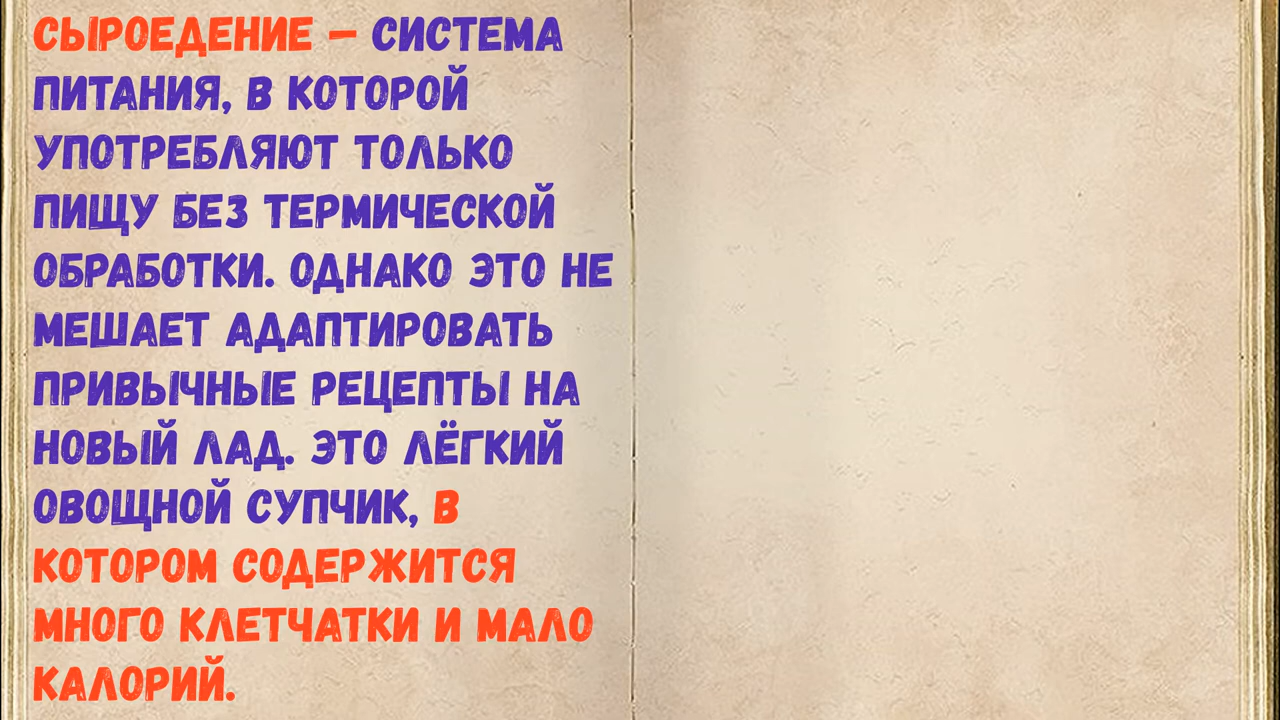 СЫРОЕДЕНИЕ – СИСТЕМА
ПИТАНИЯ, В КОТОРОЙ
УПОТРЕБЛЯЮТ ТОЛЬКО
ПИЩУ БЕЗ ТЕРМИЧЕСКОЙ
ОБРАБОТКИ. ОДНАКО ЭТО НЕ
МЕШАЕТ АДАПТИРОВАТЬ
ПРИВЫЧНЫЕ РЕЦЕПТЫ НА
НОВЫЙ ЛАД. ЭТО ЛЁГКИЙ
ОВОЩНОЙ СУПЧИК, В
КОТОРОМ СОДЕРЖИТСЯ
МНОГО КЛЕТЧАТКИ И МАЛО
КАЛОРИЙ.